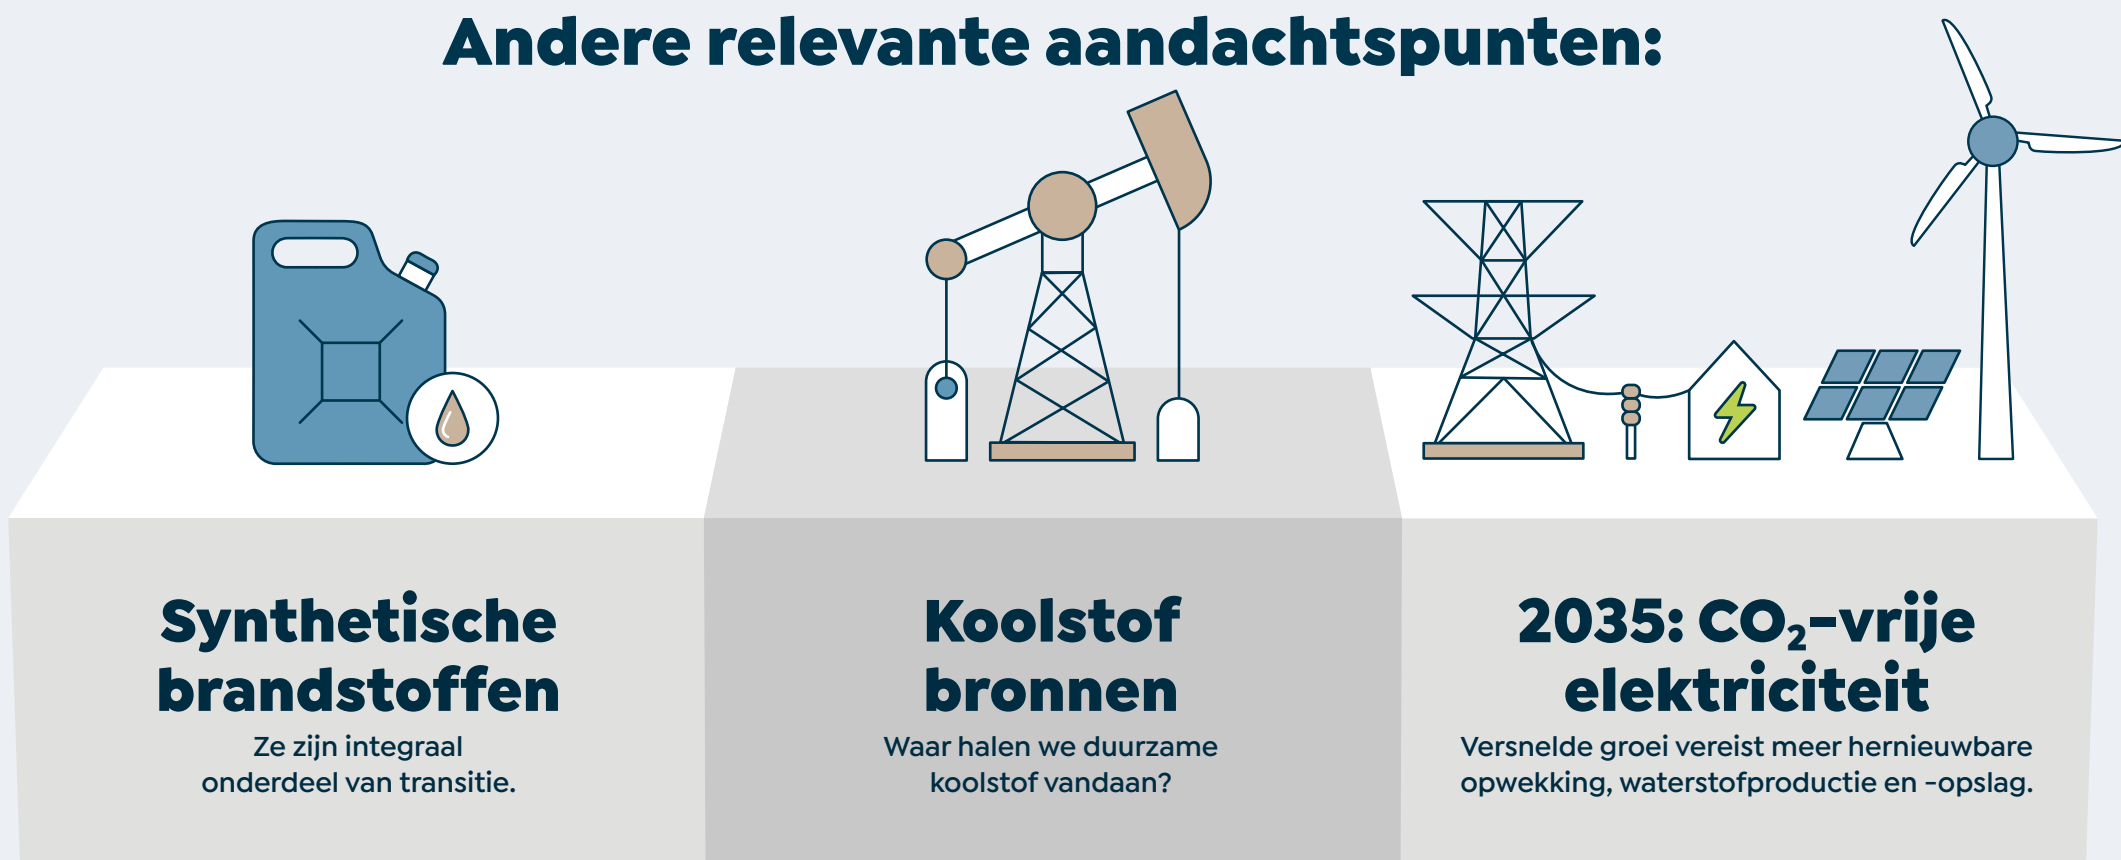 Andere relevante aandachtspunten:
Synthetische
brandstoffen
Ze zijn integraal
onderdeel van transitie.
Koolstof
bronnen
Waar halen we duurzame
koolstof vandaan?
2035: CO₂-vrije
elektriciteit
Versnelde groei vereist meer hernieuwbare
opwekking, waterstofproductie en -opslag.